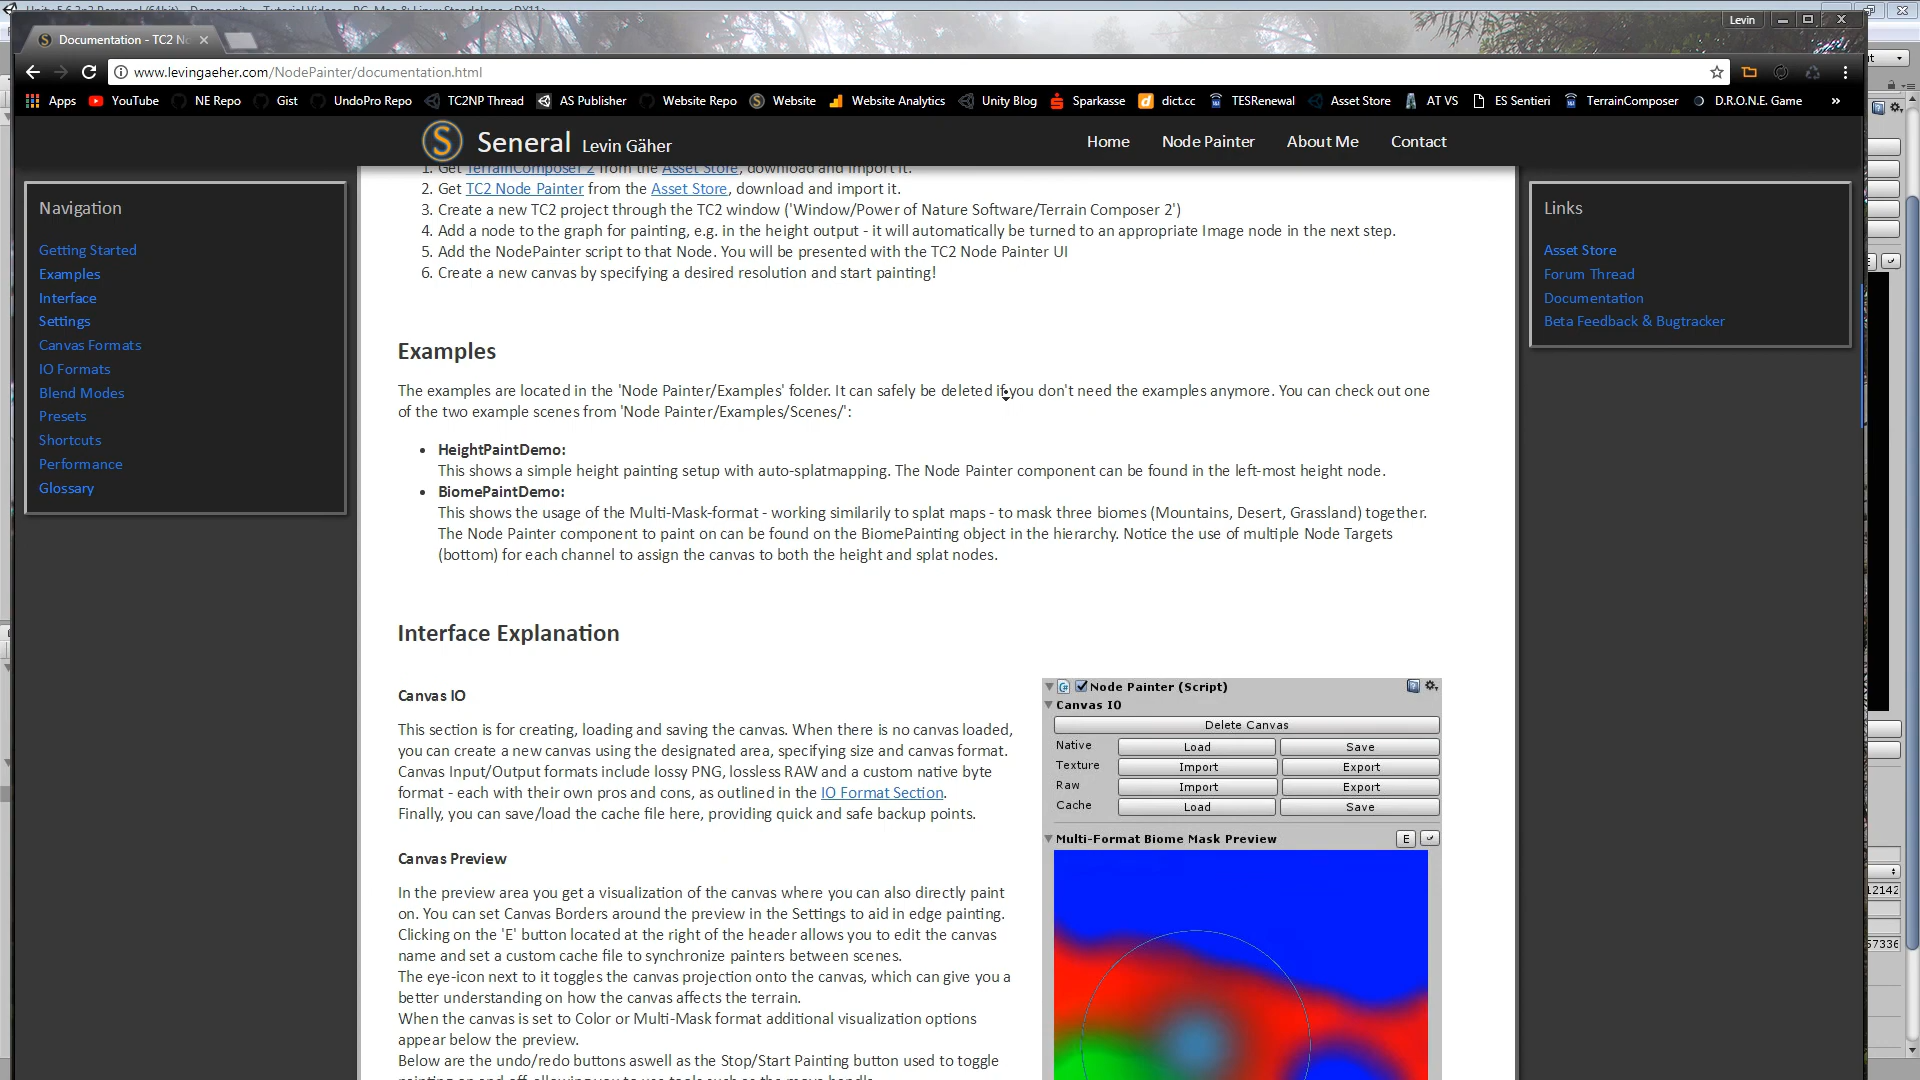 Levin
Documentation - TC2 No
www.levingaeher.com/NodePainter/documentation.html
Apps YouTube NE Repo Gist UndoPro Repo TC2NP Thread AS Publisher Website Repo Website Website Analytics Unity Blog Sparkasse dict.cc TESRenewal Asset Store AT VS ES Sentieri TerrainComposer D.R.O.N.E. Game »
Seneral Levin Gäher
Home Node Painter About Me Contact
Navigation
Getting Started
Examples
Interface
Settings
Canvas Formats
IO Formats
Blend Modes
Presets
Shortcuts
Performance
Glossary
1. Get TerrainComposer 2 from the Asset Store, download and import it.
2. Get TC2 Node Painter from the Asset Store, download and import it.
3. Create a new TC2 project through the TC2 window ('Window/Power of Nature Software/Terrain Composer 2')
4. Add a node to the graph for painting, e.g. in the height output - it will automatically be turned to an appropriate Image node in the next step.
5. Add the NodePainter script to that Node. You will be presented with the TC2 Node Painter UI
6. Create a new canvas by specifying a desired resolution and start painting!
Examples
The examples are located in the 'Node Painter/Examples' folder. It can safely be deleted if you don't need the examples anymore. You can check out one
of the two example scenes from 'Node Painter/Examples/Scenes/':
• HeightPaintDemo:
This shows a simple height painting setup with auto-splatmapping. The Node Painter component can be found in the left-most height node.
• BiomePaintDemo:
This shows the usage of the Multi-Mask-format - working similarily to splat maps - to mask three biomes (Mountains, Desert, Grassland) together.
The Node Painter component to paint on can be found on the BiomePainting object in the hierarchy. Notice the use of multiple Node Targets
(bottom) for each channel to assign the canvas to both the height and splat nodes.
Interface Explanation
Canvas IO
This section is for creating, loading and saving the canvas. When there is no canvas loaded,
you can create a new canvas using the designated area, specifying size and canvas format.
Canvas Input/Output formats include lossy PNG, lossless RAW and a custom native byte
format - each with their own pros and cons, as outlined in the IO Format Section.
Finally, you can save/load the cache file here, providing quick and safe backup points.
Canvas Preview
In the preview area you get a visualization of the canvas where you can also directly paint
on. You can set Canvas Borders around the preview in the Settings to aid in edge painting.
Clicking on the 'E' button located at the right of the header allows you to edit the canvas
name and set a custom cache file to synchronize painters between scenes.
The eye-icon next to it toggles the canvas projection onto the canvas, which can give you a
better understanding on how the canvas affects the terrain.
When the canvas is set to Color or Multi-Mask format additional visualization options
appear below the preview.
Below are the undo/redo buttons aswell as the Stop/Start Painting button used to toggle
Node Painter (Script)
Canvas IO
Delete Canvas
Native Load Save
Texture Import Export
Raw Import Export
Cache Load Save
Multi-Format Biome Mask Preview E
Links
Asset Store
Forum Thread
Documentation
Beta Feedback & Bugtracker
12142
57336